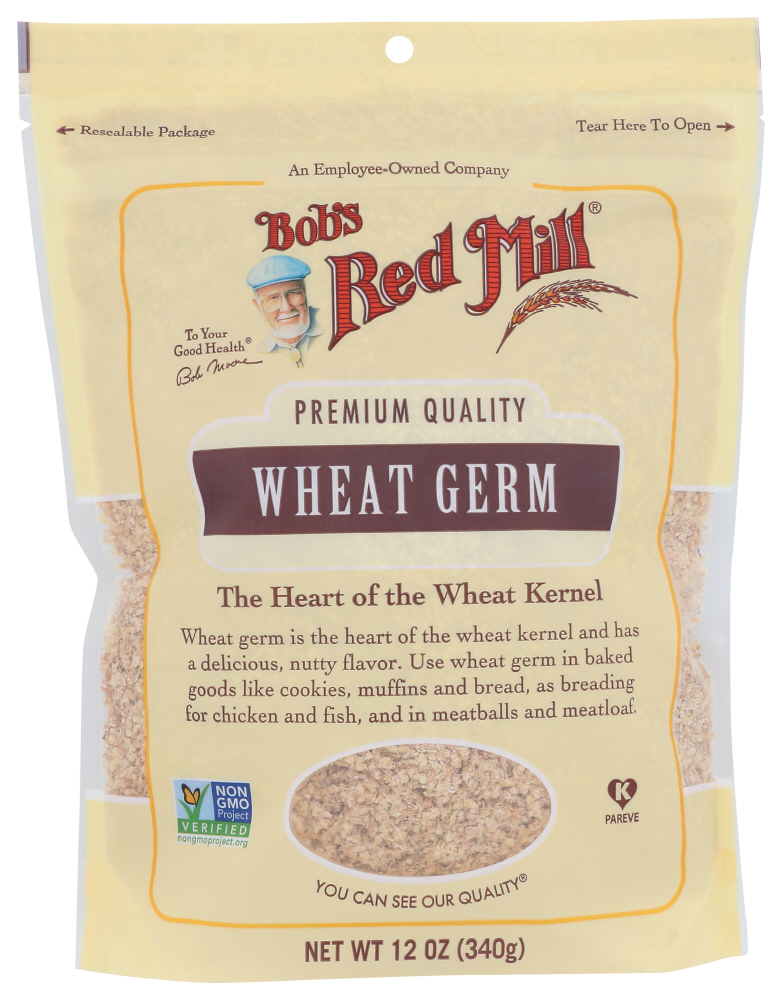 ← Resealable Package
Tear Here To Open →
An Employee-Owned Company
Bob's
Red Mill®
To Your
Good Health®
Bob Moore
PREMIUM QUALITY
WHEAT GERM
The Heart of the Wheat Kernel
Wheat germ is the heart of the wheat kernel and has
a delicious, nutty flavor. Use wheat germ in baked
goods like cookies, muffins and bread, as breading
for chicken and fish, and in meatballs and meatloaf.
NON
GMO
Project
VERIFIED
nongmoproject.org
K
PAREVE
YOU CAN SEE OUR QUALITY®
NET WT 12 OZ (340g)